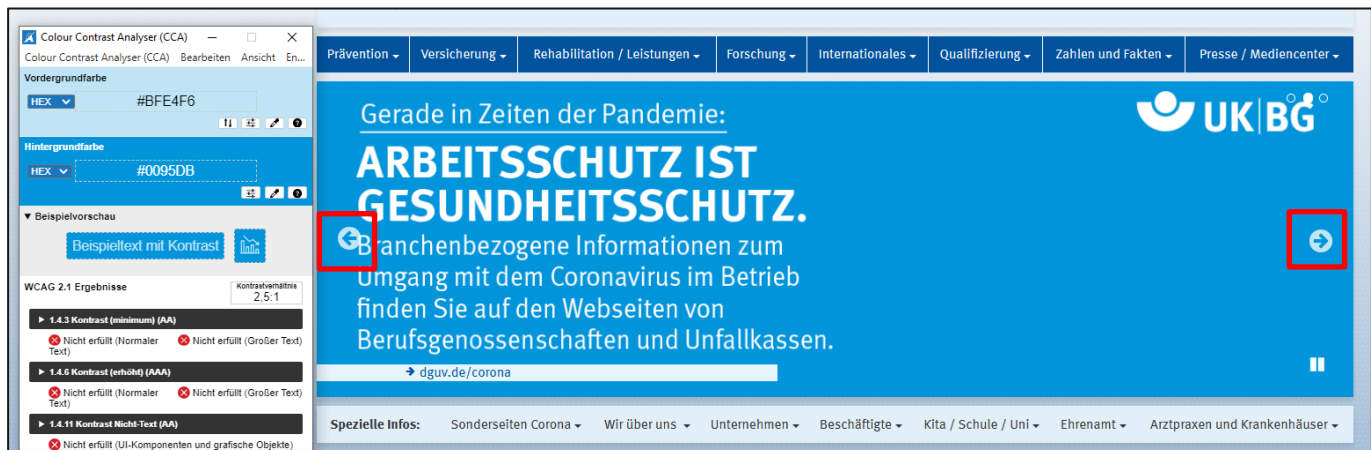 Colour Contrast Analyser (CCA)
Colour Contrast Analyser (CCA) Bearbeiten Ansicht En...
Vordergrundfarbe
HEX #BFE4F6
Hintergrundfarbe
HEX #0095DB
Beispielvorschau
Beispieltext mit Kontrast
WCAG 2.1 Ergebnisse
Kontrastverhältnis
2,5:1
1.4.3 Kontrast (minimum) (AA)
Nicht erfüllt (Normaler Text) Nicht erfüllt (Großer Text)
1.4.6 Kontrast (erhöht) (AAA)
Nicht erfüllt (Normaler Text) Nicht erfüllt (Großer Text)
1.4.11 Kontrast Nicht-Text (AA)
Nicht erfüllt (UI-Komponenten und grafische Objekte)
Prävention Versicherung Rehabilitation / Leistungen Forschung Internationales Qualifizierung Zahlen und Fakten Presse / Mediencenter
Gerade in Zeiten der Pandemie:
UK|BG
ARBEITSSCHUTZ IST
GESUNDHEITSSCHUTZ.
Branchenbezogene Informationen zum
Umgang mit dem Coronavirus im Betrieb
finden Sie auf den Webseiten von
Berufsgenossenschaften und Unfallkassen.
dguv.de/corona
Spezielle Infos: Sonderseiten Corona Wir über uns Unternehmen Beschäftigte Kita / Schule / Uni Ehrenamt Arztpraxen und Krankenhäuser